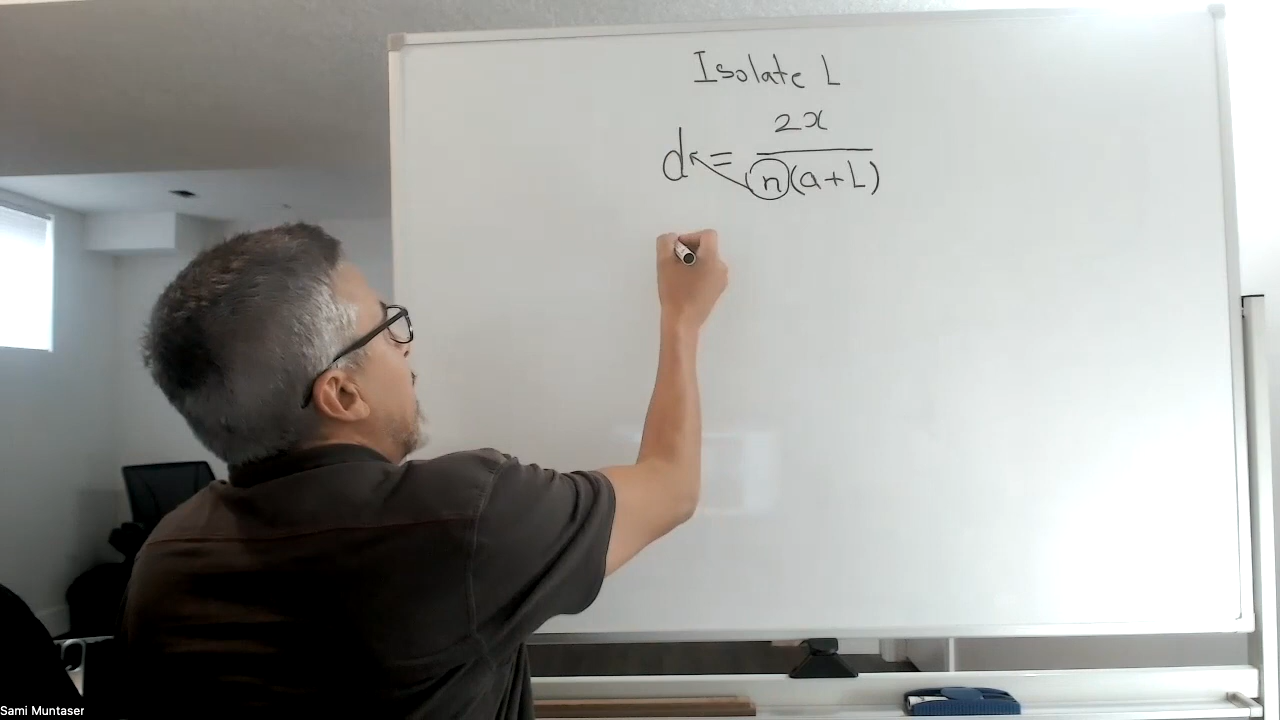 Isolate L
d = 2x / n(a+L)
Sami Muntaser